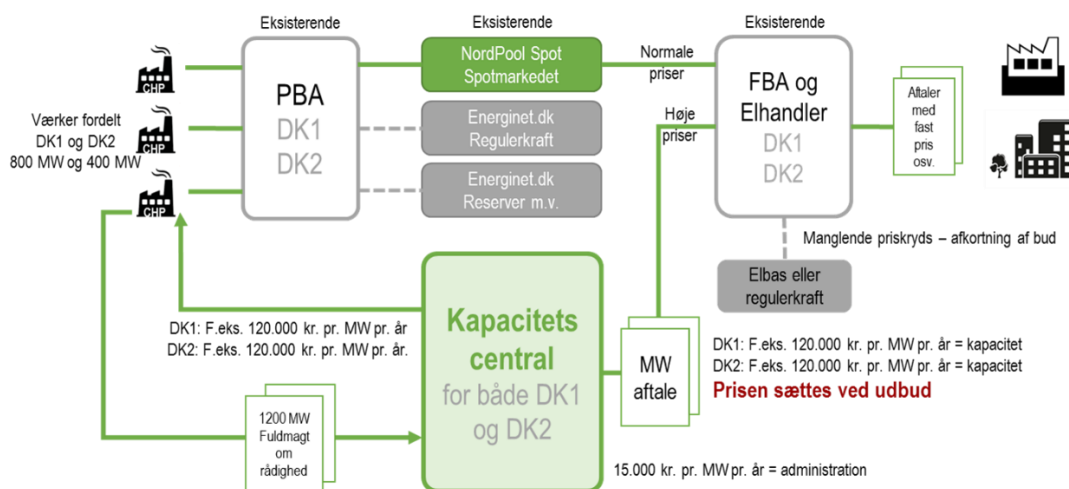 Eksisterende
Eksisterende
Eksisterende
CHP
CHP
CHP
Værker fordelt
DK1 og DK2
800 MW og 400 MW
PBA
DK1
DK2
NordPool Spot
Spotmarkedet
Energinet.dk
Regulerkraft
Energinet.dk
Reserver m.v.
Normale
priser
Høje
priser
FBA og
Elhandler
DK1
DK2
Aftaler
med
fast
pris
osv.
Manglende priskryds – afkortning af bud
Elbas eller
regulerkraft
DK1: F.eks. 120.000 kr. pr. MW pr. år
DK2: F.eks. 120.000 kr. pr. MW pr. år.
1200 MW
Fuldmagt
om
rådighed
Kapacitets
central
for både DK1
og DK2
MW
aftale
DK1: F.eks. 120.000 kr. pr. MW pr. år = kapacitet
DK2: F.eks. 120.000 kr. pr. MW pr. år = kapacitet
Prisen sættes ved udbud
15.000 kr. pr. MW pr. år = administration